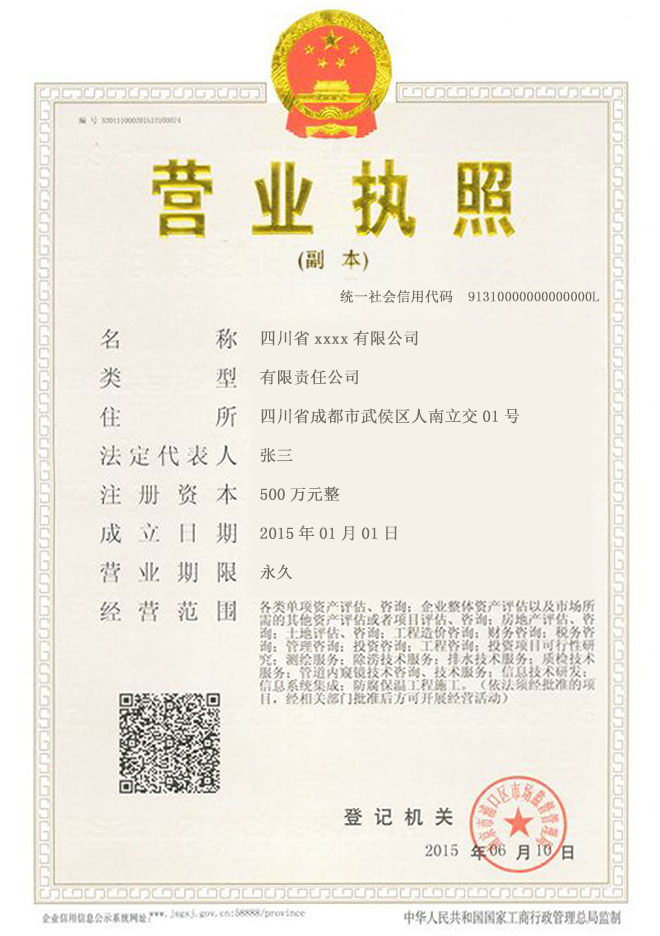 编 号 N3011000201512100074
营业执照
(副 本)
统一社会信用代码 91310000000000000L
名称 四川省 xxxx 有限公司
类型 有限责任公司
住所 四川省成都市武侯区人南立交 01 号
法定代表人 张三
注册资本 500 万元整
成立日期 2015 年 01 月 01 日
营业期限 永久
经营范围 各类单项资产评估、咨询；企业整体资产评估以及市场所
需的其他资产评估或者项目评估、咨询；房地产评估、咨
询；土地评估、咨询；工程造价咨询；财务咨询；税务咨
询；管理咨询；投资咨询；工程咨询；投资项目可行性研
究；测绘服务；除涝技术服务；排水技术服务；质检技术
服务；管道内窥镜技术咨询、技术服务；信息技术研发；
信息系统集成；防腐保温工程施工。（依法须经批准的项
目，经相关部门批准后方可开展经营活动）
登记机关
南京市浦口区市场监督管理局
2015 年 06 月 10 日
企业信用信息公示系统网址：www.jsgsj.gov.cn:58888/province
中华人民共和国国家工商行政管理总局监制